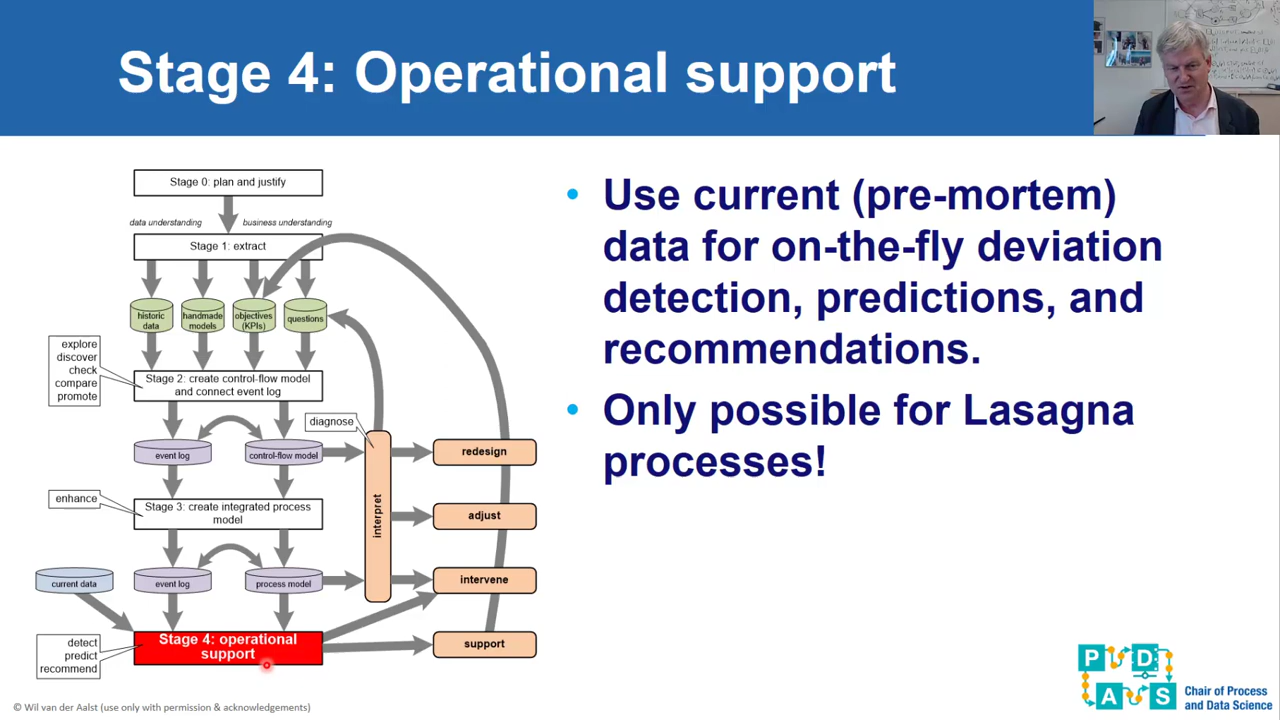 Stage 4: Operational support
Stage 0: plan and justify
data understanding
business understanding
Stage 1: extract
historic
data
handmade
models
objectives
(KPIs)
questions
explore
discover
check
compare
promote
Stage 2: create control-flow model
and connect event log
diagnose
event log
control-flow model
redesign
enhance
Stage 3: create integrated process
model
interpret
adjust
current data
event log
process model
intervene
detect
predict
recommend
Stage 4: operational
support
support
• Use current (pre-mortem)
data for on-the-fly deviation
detection, predictions, and
recommendations.
• Only possible for Lasagna
processes!
P D
A S
Chair of Process
and Data Science
© Wil van der Aalst (use only with permission & acknowledgements)